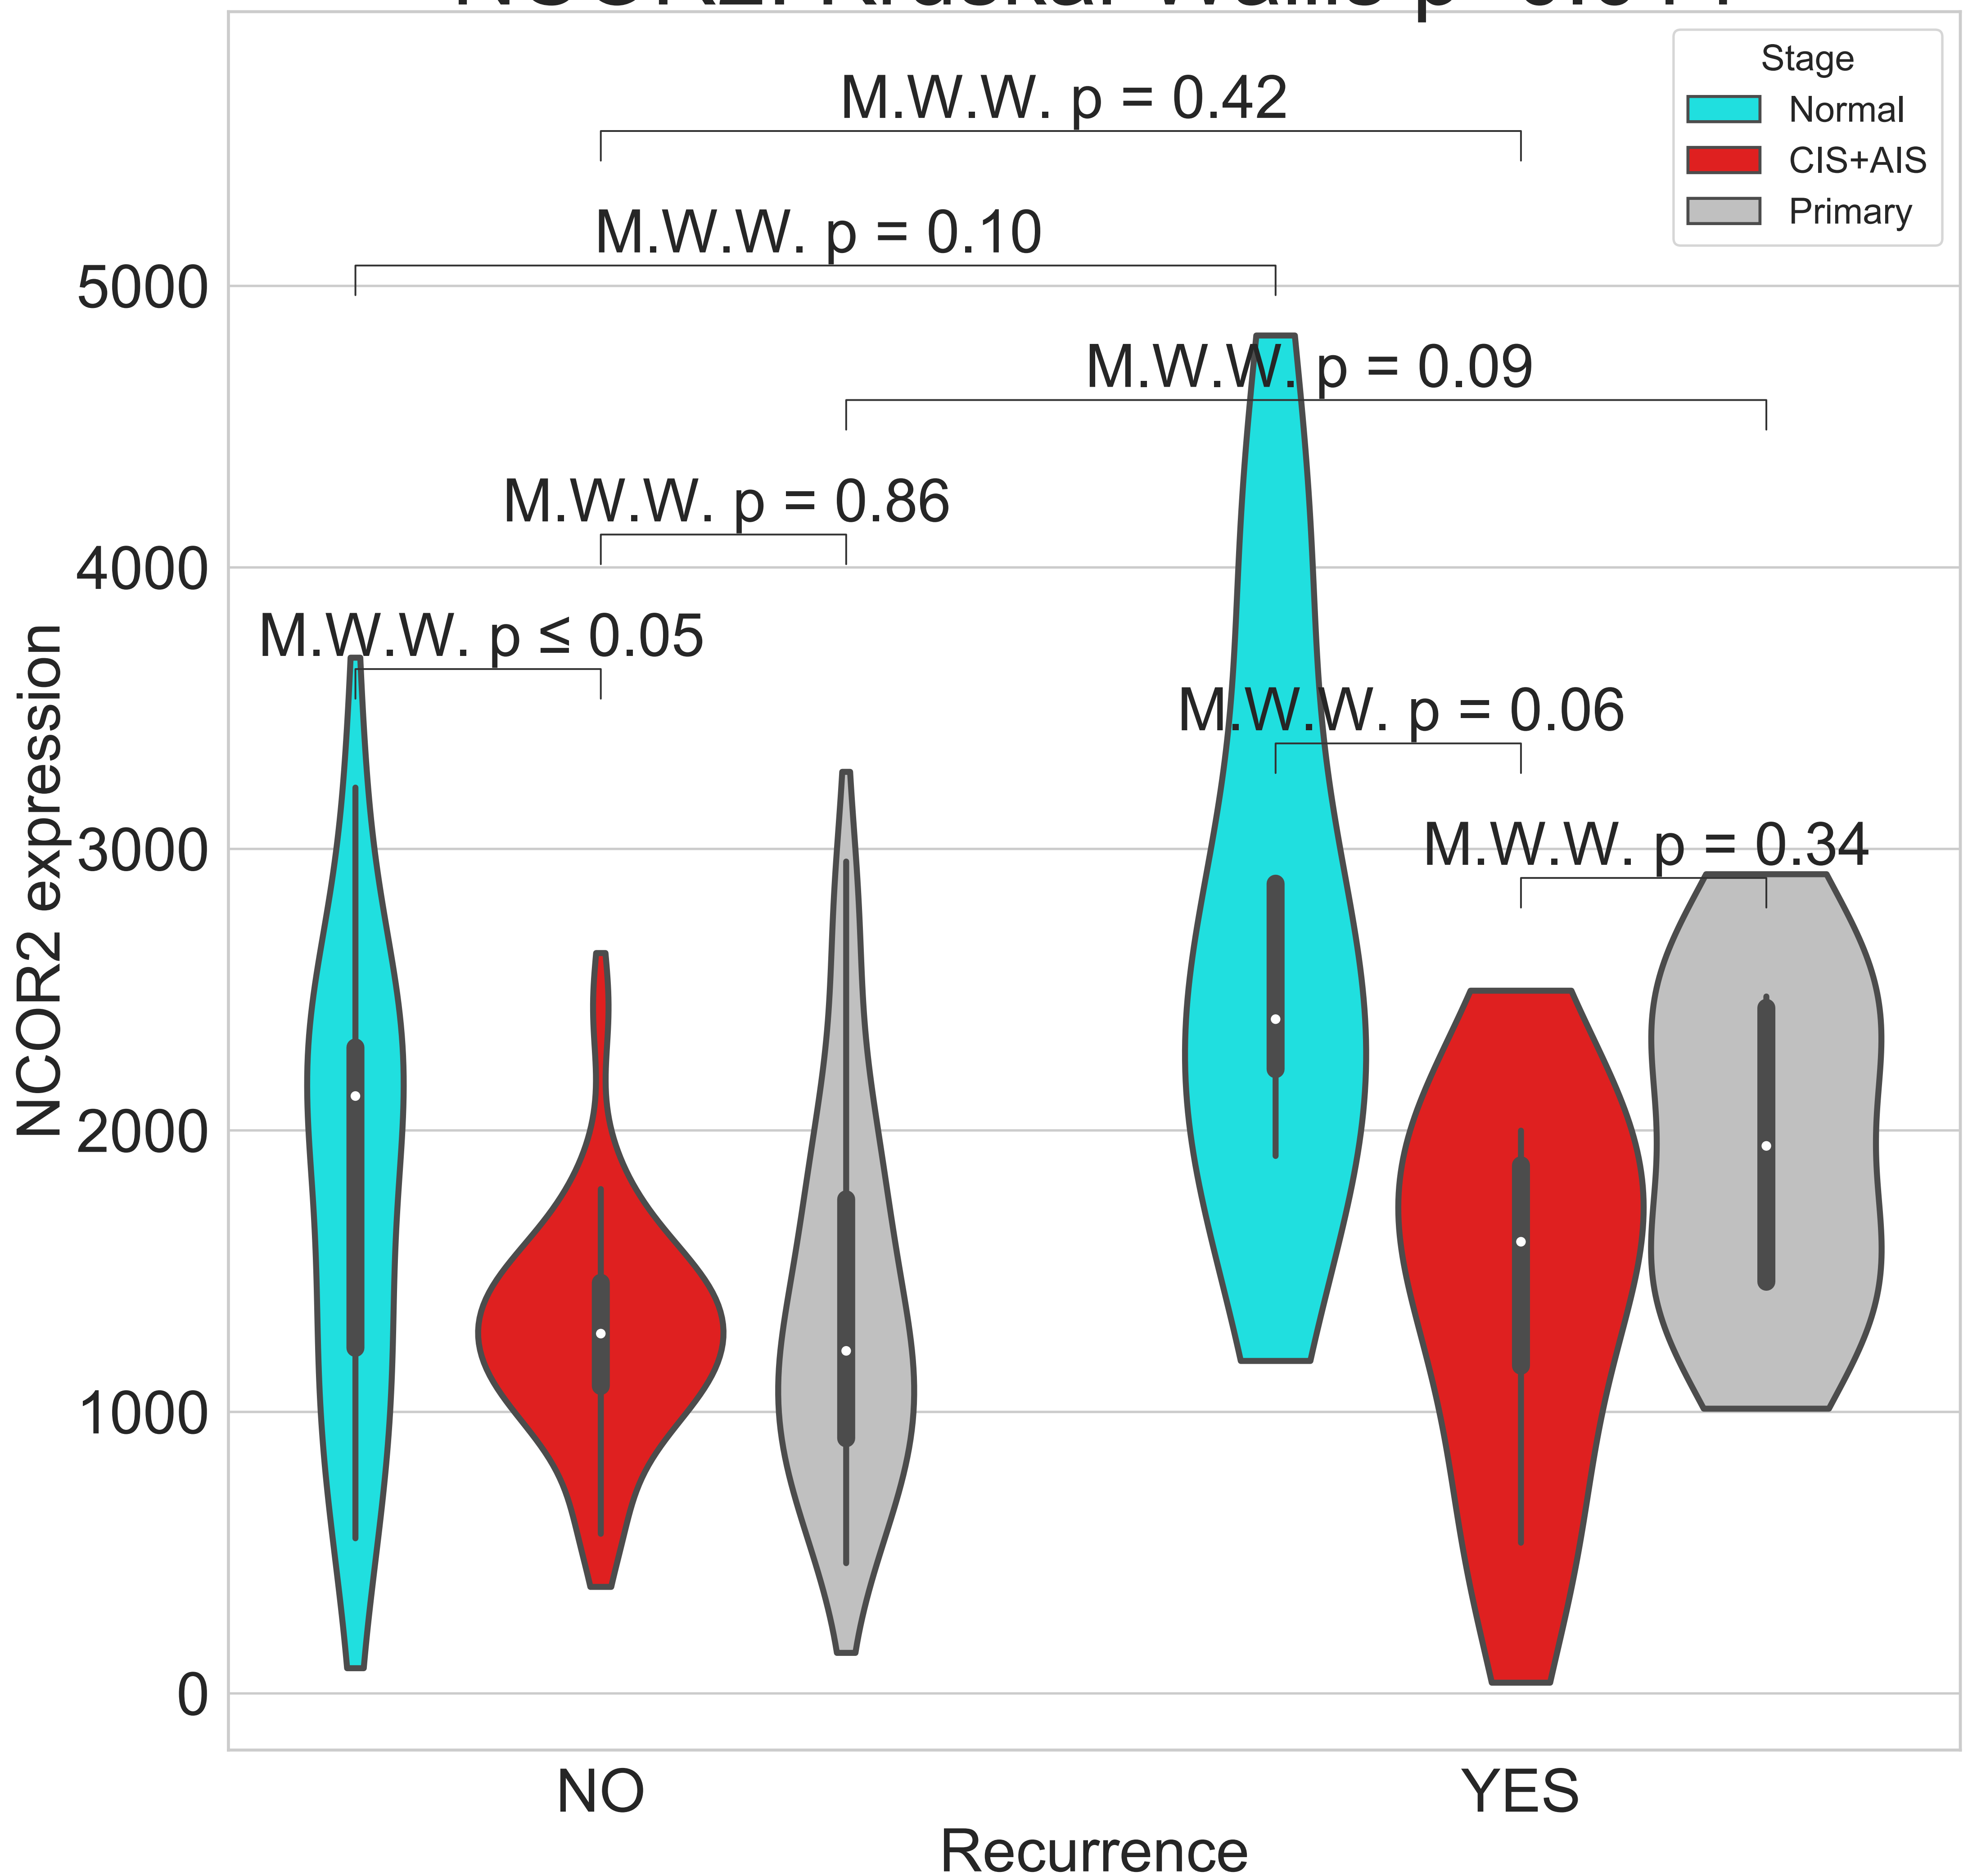 Stage
Normal
CIS+AIS
Primary
M.W.W. p = 0.42
M.W.W. p = 0.10
M.W.W. p = 0.09
M.W.W. p = 0.86
M.W.W. p ≤ 0.05
M.W.W. p = 0.06
M.W.W. p = 0.34
NCOR2 expression
5000
4000
3000
2000
1000
0
NO
YES
Recurrence